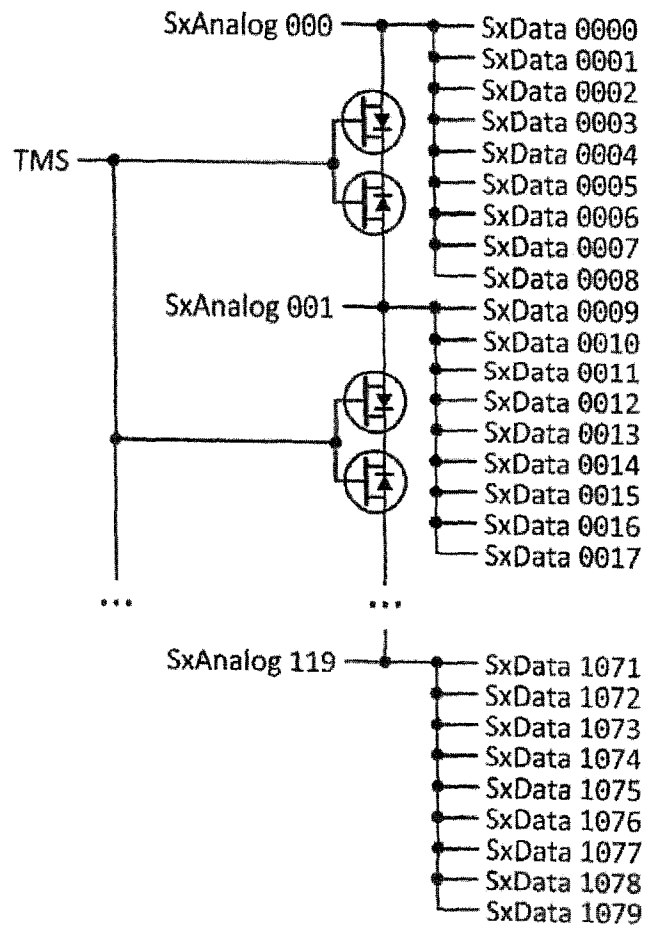 SxAnalog 000
SxData 0000
SxData 0001
SxData 0002
SxData 0003
TMS
SxData 0004
SxData 0005
SxData 0006
SxData 0007
SxData 0008
SxAnalog 001
SxData 0009
SxData 0010
SxData 0011
SxData 0012
SxData 0013
SxData 0014
SxData 0015
SxData 0016
SxData 0017
...
...
SxAnalog 119
SxData 1071
SxData 1072
SxData 1073
SxData 1074
SxData 1075
SxData 1076
SxData 1077
SxData 1078
SxData 1079